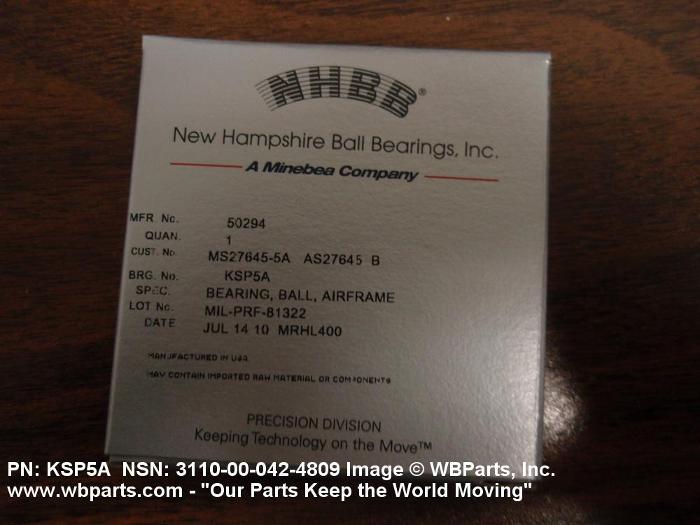 NHBB®
New Hampshire Ball Bearings, Inc.
A Minebea Company
MFR No. 50294
QUAN. 1
CUST. No. MS27645-5A AS27645 B
BRG. No. KSP5A
SPEC. BEARING, BALL, AIRFRAME
LOT No. MIL-PRF-81322
DATE JUL 14 10 MRHL400
MANUFACTURED IN USA
MAY CONTAIN IMPORTED RAW MATERIAL OR COMPONENTS
PRECISION DIVISION
Keeping Technology on the Move™
PN: KSP5A NSN: 3110-00-042-4809 Image © WBParts, Inc.
www.wbparts.com - "Our Parts Keep the World Moving"